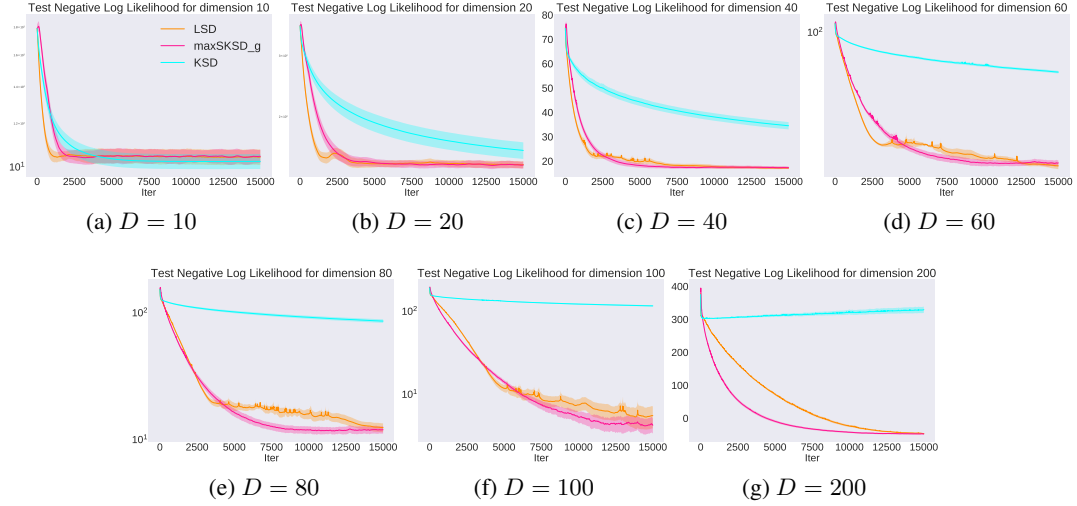 Test Negative Log Likelihood for dimension 10
LSD
maxSKSD_g
KSD
10¹
0 2500 5000 7500 10000 12500 15000
Iter
(a) D = 10
Test Negative Log Likelihood for dimension 20
0 2500 5000 7500 10000 12500 15000
Iter
(b) D = 20
Test Negative Log Likelihood for dimension 40
80
70
60
50
40
30
20
0 2500 5000 7500 10000 12500 15000
Iter
(c) D = 40
Test Negative Log Likelihood for dimension 60
10²
0 2500 5000 7500 10000 12500 15000
Iter
(d) D = 60
Test Negative Log Likelihood for dimension 80
10²
10¹
0 2500 5000 7500 10000 12500 15000
Iter
(e) D = 80
Test Negative Log Likelihood for dimension 100
10²
10¹
0 2500 5000 7500 10000 12500 15000
Iter
(f) D = 100
Test Negative Log Likelihood for dimension 200
400
300
200
100
0
0 2500 5000 7500 10000 12500 15000
Iter
(g) D = 200